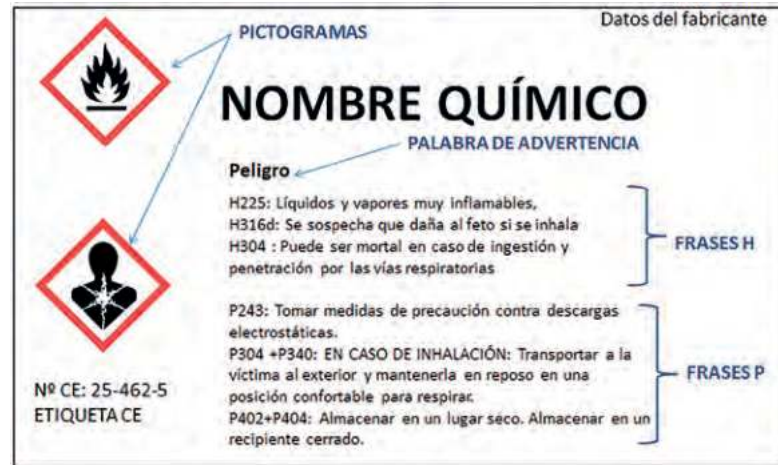 Datos del fabricante
PICTOGRAMAS
NOMBRE QUÍMICO
PALABRA DE ADVERTENCIA
Peligro
H225: Líquidos y vapores muy inflamables,
H316d: Se sospecha que daña al feto si se inhala
H304 : Puede ser mortal en caso de ingestión y
penetración por las vías respiratorias
FRASES H
P243: Tomar medidas de precaución contra descargas
electrostáticas.
P304 +P340: EN CASO DE INHALACIÓN: Transportar a la
víctima al exterior y mantenerla en reposo en una
posición confortable para respirar.
P402+P404: Almacenar en un lugar seco. Almacenar en un
recipiente cerrado.
FRASES P
Nº CE: 25-462-5
ETIQUETA CE